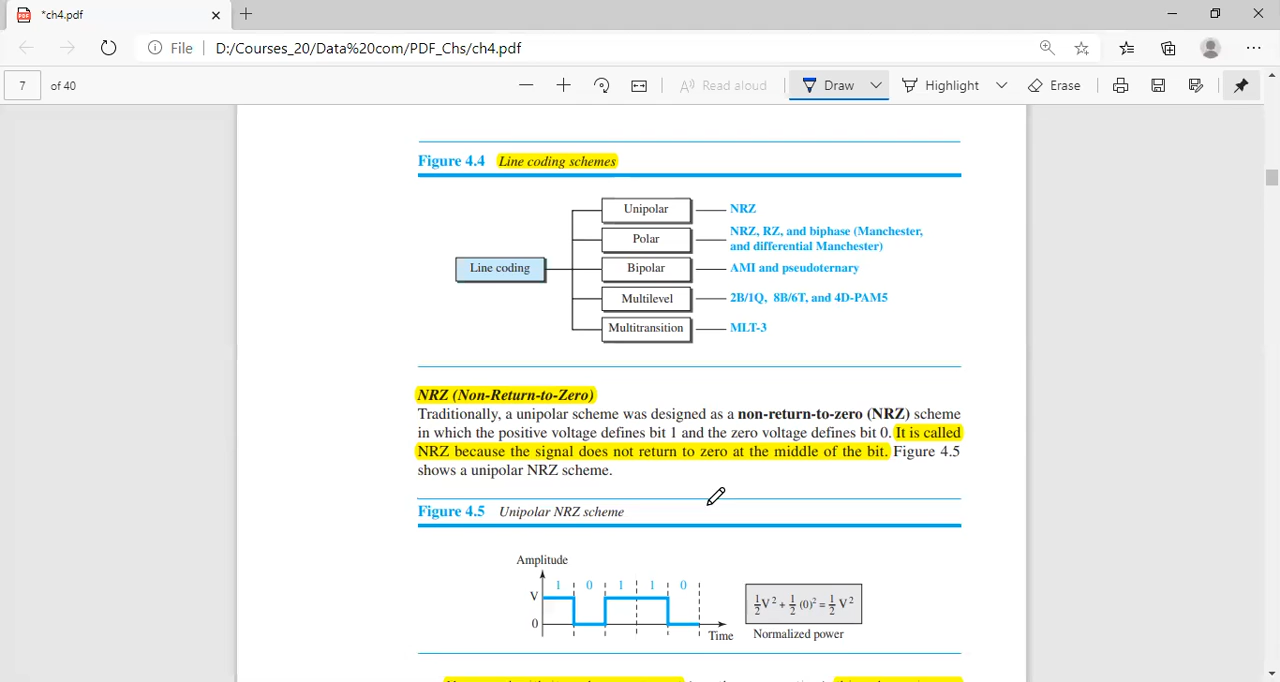 *ch4.pdf
File D:/Courses_20/Data%20com/PDF_Chs/ch4.pdf
7 of 40 Read aloud Draw Highlight Erase
Figure 4.4 Line coding schemes
Unipolar NRZ
Polar NRZ, RZ, and biphase (Manchester,
and differential Manchester)
Line coding Bipolar AMI and pseudoternary
Multilevel 2B/1Q, 8B/6T, and 4D-PAM5
Multitransition MLT-3
NRZ (Non-Return-to-Zero)
Traditionally, a unipolar scheme was designed as a non-return-to-zero (NRZ) scheme
in which the positive voltage defines bit 1 and the zero voltage defines bit 0. It is called
NRZ because the signal does not return to zero at the middle of the bit. Figure 4.5
shows a unipolar NRZ scheme.
Figure 4.5 Unipolar NRZ scheme
Amplitude
1 0 1 1 0
V
½V² + ½ (0)² = ½ V²
0
Time Normalized power